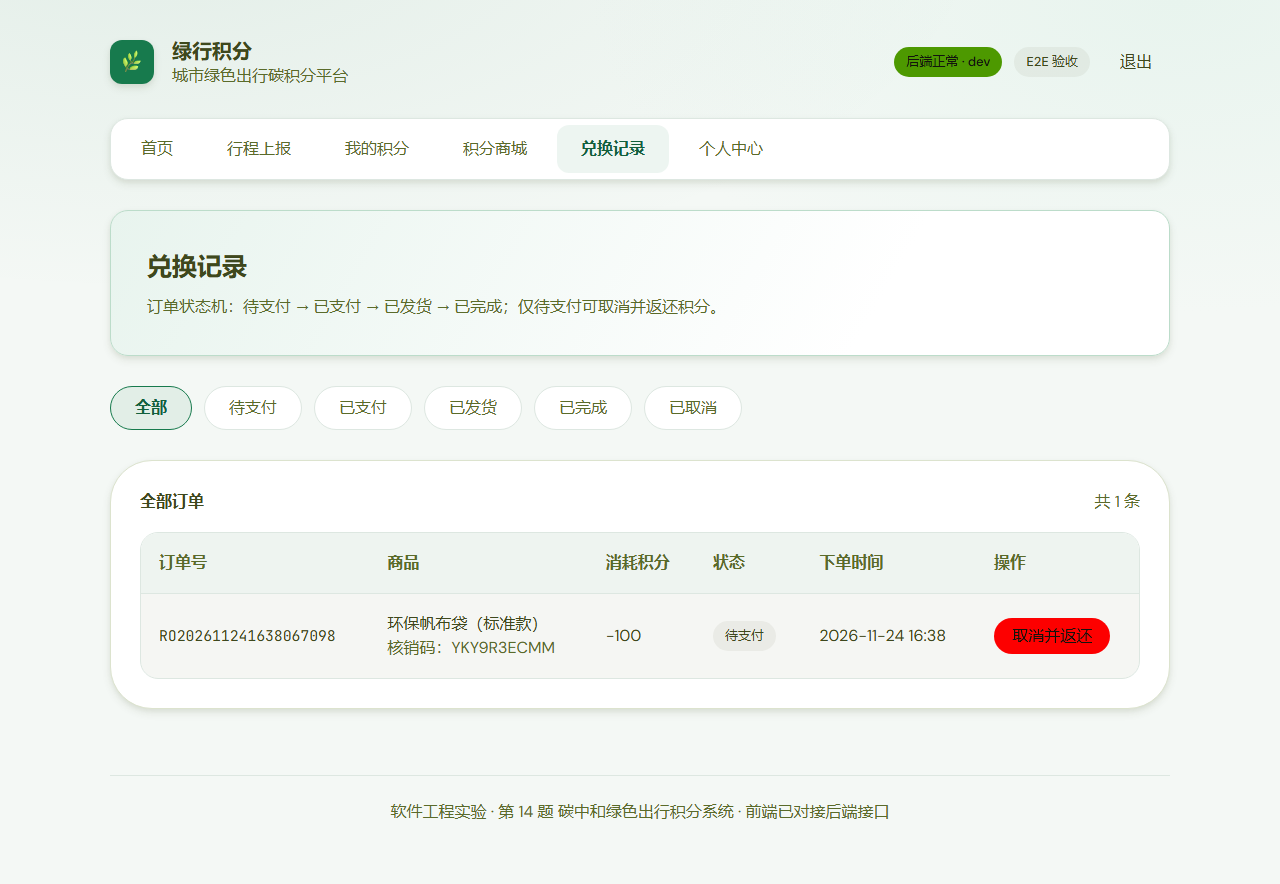 绿行积分
城市绿色出行碳积分平台
后端正常 · dev
E2E 验收
退出
首页
行程上报
我的积分
积分商城
兑换记录
个人中心
兑换记录
订单状态机：待支付 → 已支付 → 已发货 → 已完成；仅待支付可取消并返还积分。
全部
待支付
已支付
已发货
已完成
已取消
全部订单
共 1 条
订单号
商品
消耗积分
状态
下单时间
操作
RO202611241638067098
环保帆布袋（标准款）
核销码：YKY9R3ECMM
-100
待支付
2026-11-24 16:38
取消并返还
软件工程实验 · 第 14 题 碳中和绿色出行积分系统 · 前端已对接后端接口